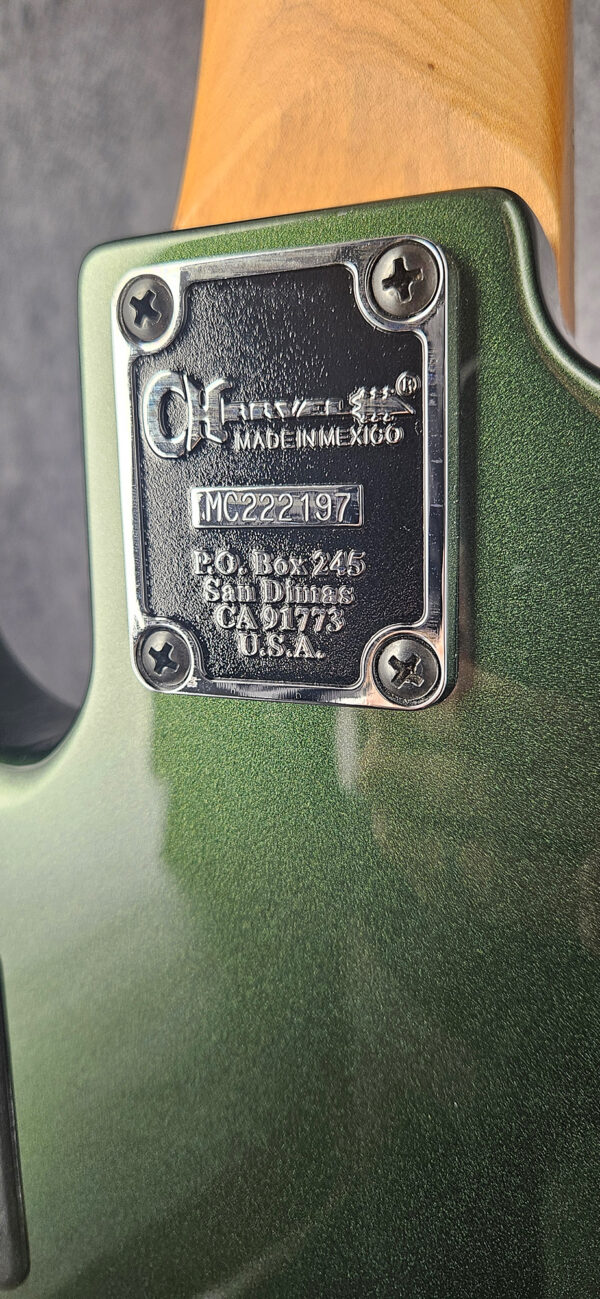 Charvel®
MADE IN MEXICO
MC222197
P.O. Box 245
San Dimas
CA 91773
U.S.A.